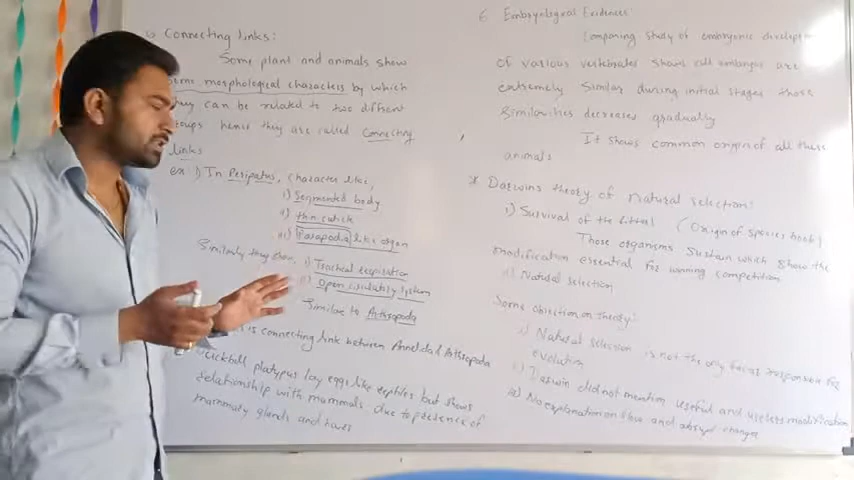 Connecting links:
Some plant and animals show
some morphological characters by which
they can be related to two diffrent
groups hence they are called Connecting
links
ex:) In Peripatus, character like,
i) Segmented body
ii) thin cuticle
iii) Parapodia like organ
Similarly they show, i) Tracheal respiration
Open circulatory system
Similar to Arthropoda
is connecting link between Annelida & Arthropoda
Duckbill platypus lay eggs like reptiles but shows
relationship with mammals due to presence of
mammary glands and hairs
6 Embryological Evidences:
Comparing study of embryonic
of various vertebrates shows all embryos are
extremely similar during initial stages those
Similarities decreases gradually
It shows common origin of all these
animals
* Darwins theory of Natural selection:
i) Survival of the fittest (Origin of species book)
Those organisms sustain which show the
modification essential for winning competition
ii) Natural selection
Some objection on theory:
i) Natural selection is not the only for
evolution
ii) Darwin did not mention useful and useless modification
iii) No explanation on slow and abrupt changes